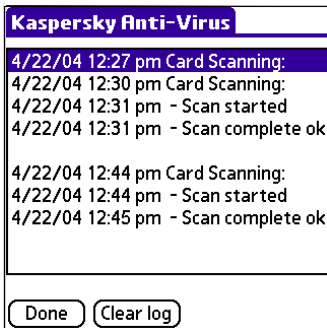 Kaspersky Anti-Virus
4/22/04 12:27 pm Card Scanning:
4/22/04 12:30 pm Card Scanning:
4/22/04 12:31 pm - Scan started
4/22/04 12:31 pm - Scan complete ok
4/22/04 12:44 pm Card Scanning:
4/22/04 12:44 pm - Scan started
4/22/04 12:45 pm - Scan complete ok
Done
Clear log